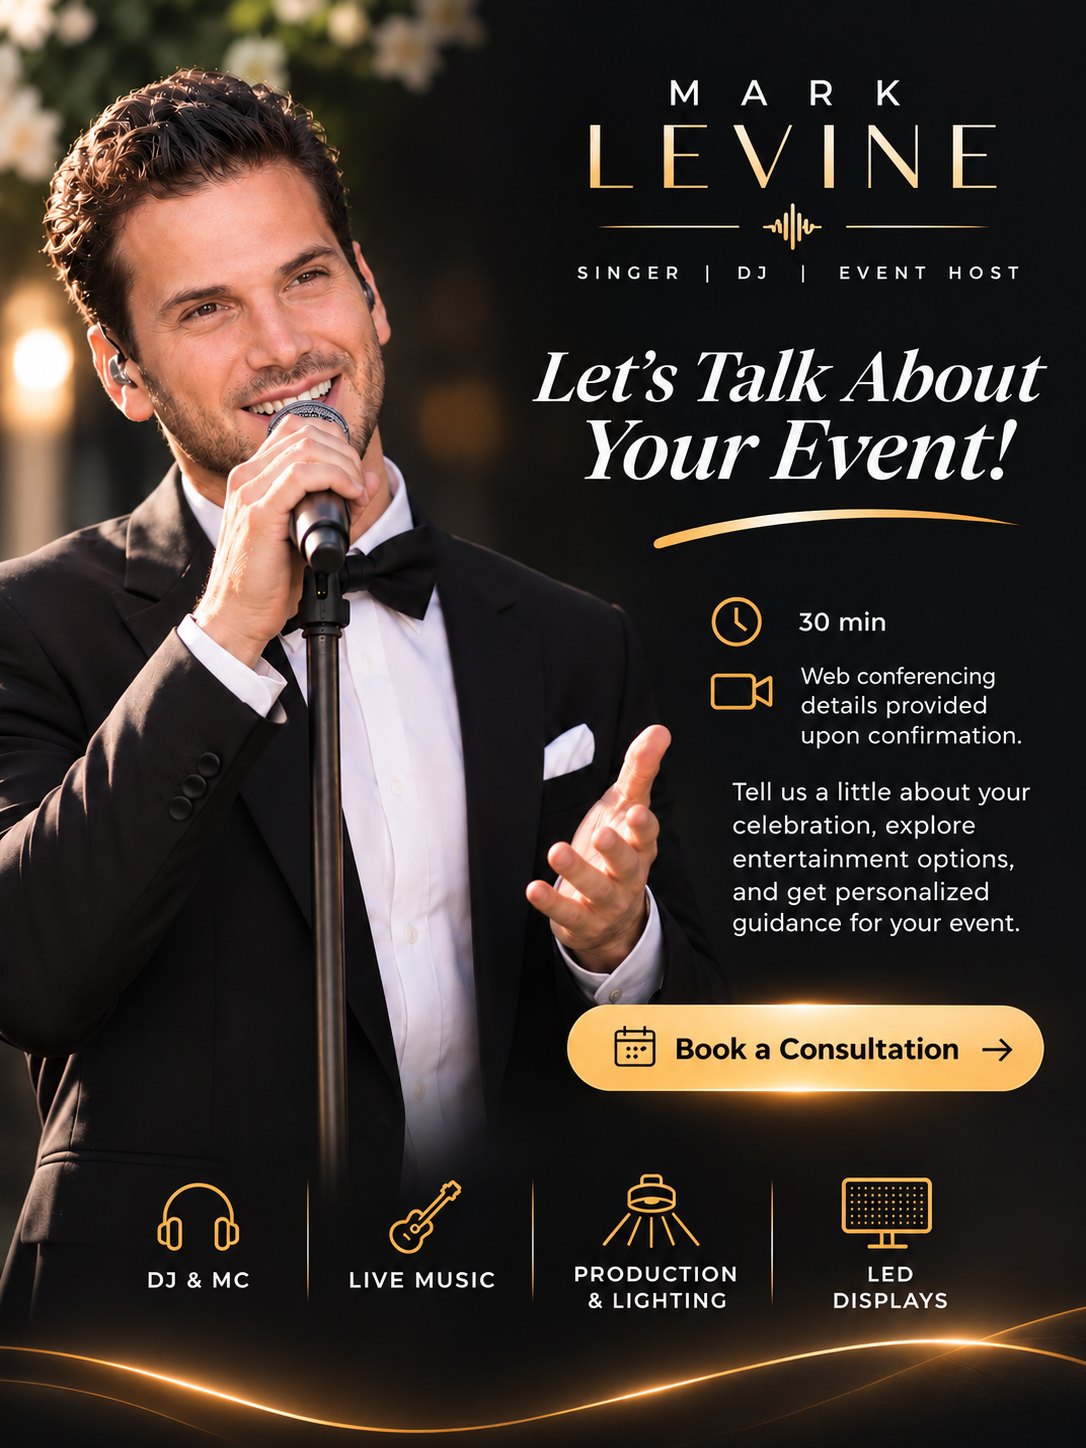 MARK
LEVINE
SINGER | DJ | EVENT HOST
Let's Talk About
Your Event!
30 min
Web conferencing
details provided
upon confirmation.
Tell us a little about your
celebration, explore
entertainment options,
and get personalized
guidance for your event.
Book a Consultation →
DJ & MC
LIVE MUSIC
PRODUCTION
& LIGHTING
LED
DISPLAYS